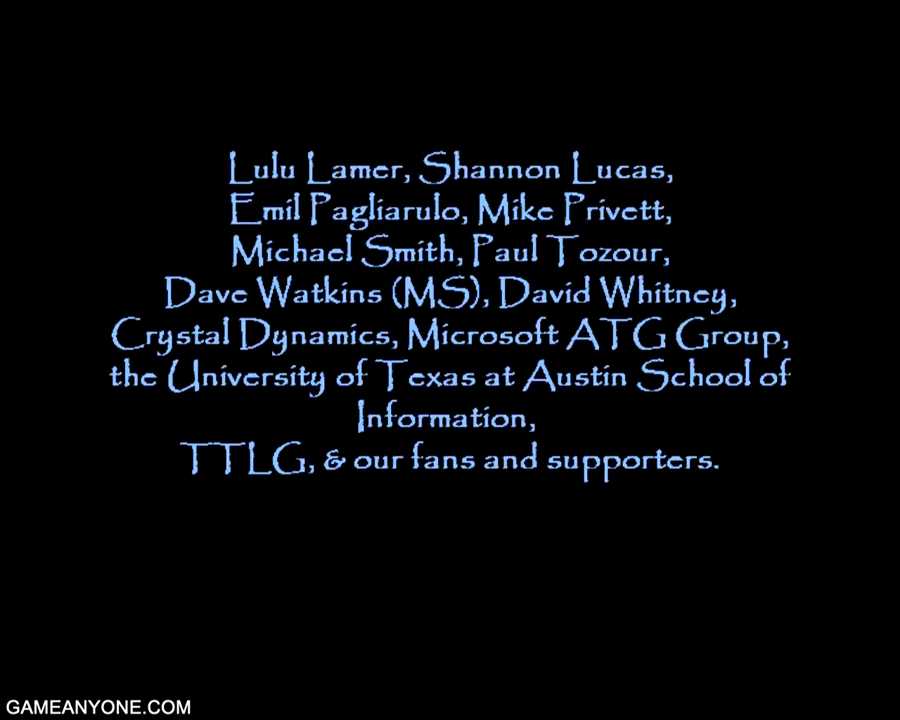 Lulu Lamer, Shannon Lucas,
Emil Pagliarulo, Mike Privett,
Michael Smith, Paul Tozour,
Dave Watkins (MS), David Whitney,
Crystal Dynamics, Microsoft ATG Group,
the University of Texas at Austin School of
Information,
TTLG, & our fans and supporters.
GAMEANYONE.COM